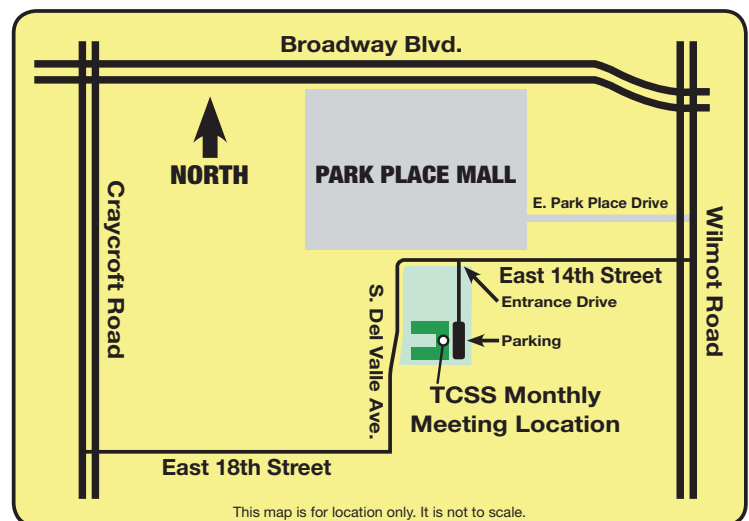 Broadway Blvd.
NORTH
PARK PLACE MALL
E. Park Place Drive
Craycroft Road
Wilmot Road
East 14th Street
S. Del Valle Ave.
Entrance Drive
Parking
TCSS Monthly
Meeting Location
East 18th Street
This map is for location only. It is not to scale.